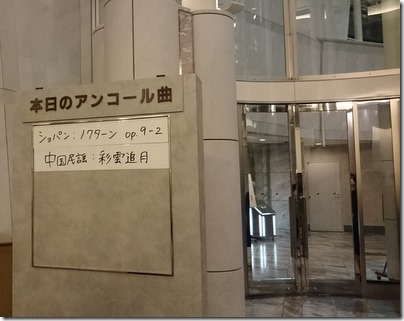 本日のアンコール曲
ショパン：ノクターン op.9-2
中国民謡：彩雲追月